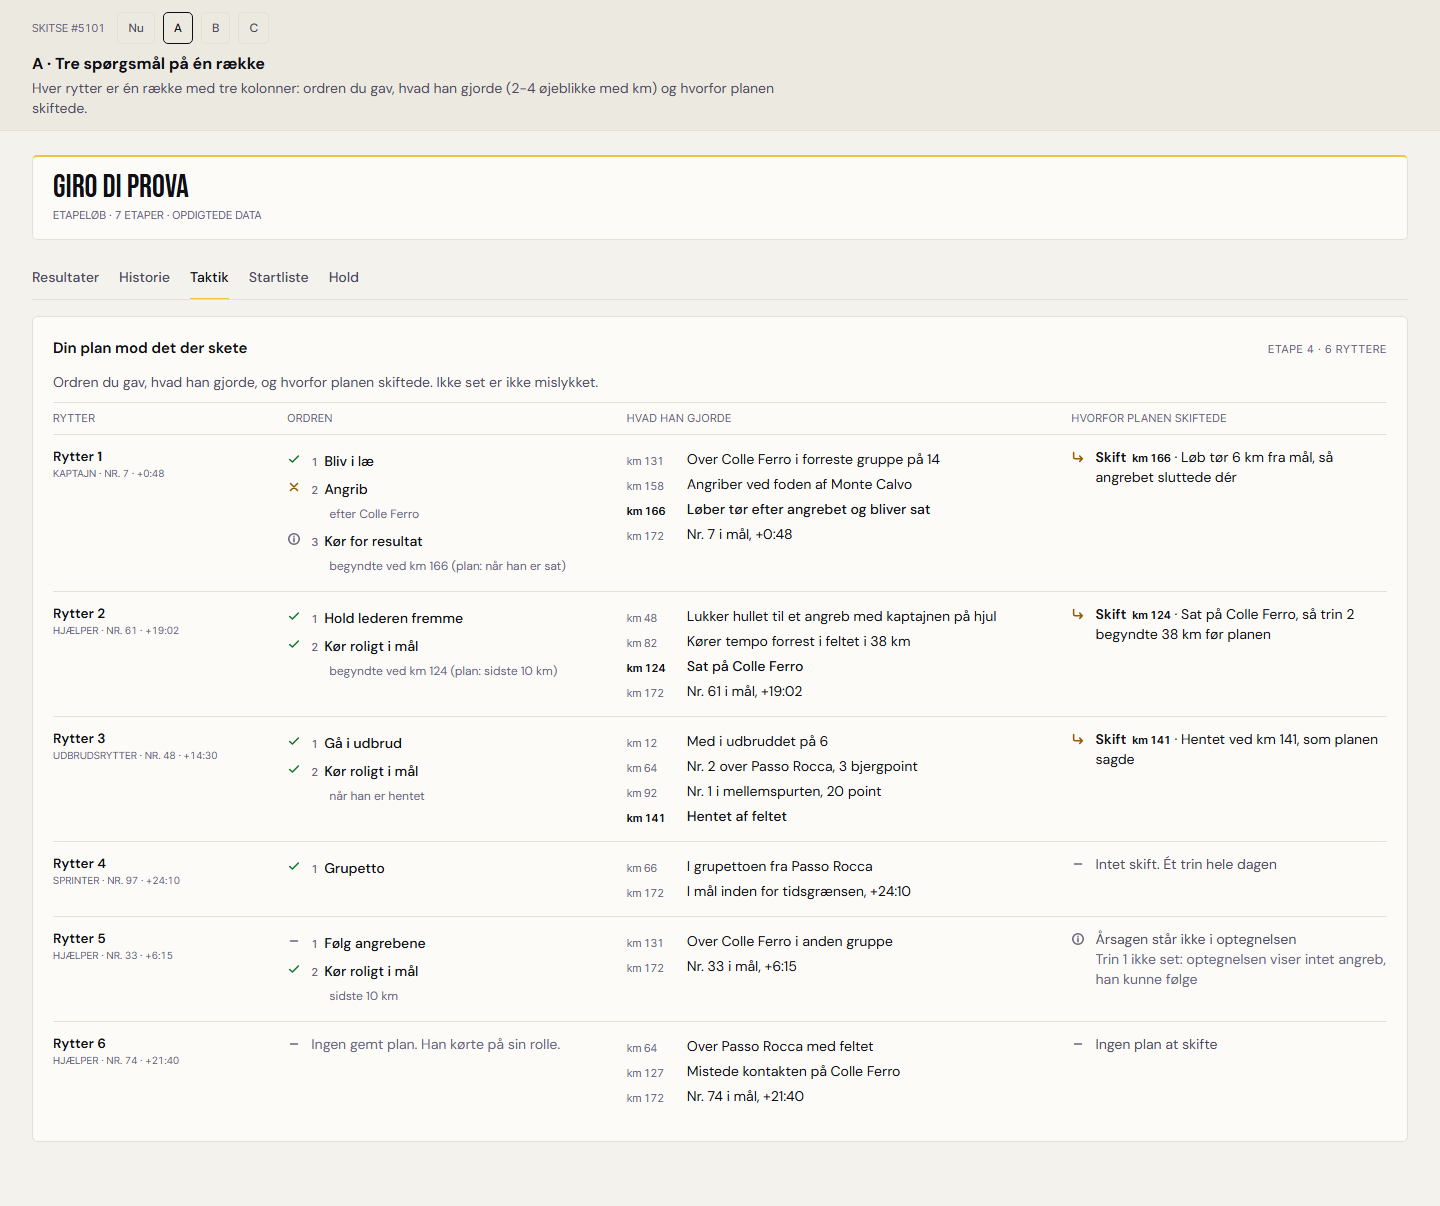 SKITSE #5101 Nu A B C
A · Tre spørgsmål på én række
Hver rytter er én række med tre kolonner: ordren du gav, hvad han gjorde (2-4 øjeblikke med km) og hvorfor planen
skiftede.
GIRO DI PROVA
ETAPELØB · 7 ETAPER · OPDIGTEDE DATA
Resultater Historie Taktik Startliste Hold
Din plan mod det der skete
ETAPE 4 · 6 RYTTERE
Ordren du gav, hvad han gjorde, og hvorfor planen skiftede. Ikke set er ikke mislykket.
RYTTER ORDREN HVAD HAN GJORDE HVORFOR PLANEN SKIFTEDE
Rytter 1
KAPTAJN · NR. 7 · +0:48
1 Bliv i læ
2 Angrib
efter Colle Ferro
3 Kør for resultat
begyndte ved km 166 (plan: når han er sat)
km 131 Over Colle Ferro i forreste gruppe på 14
km 158 Angriber ved foden af Monte Calvo
km 166 Løber tør efter angrebet og bliver sat
km 172 Nr. 7 i mål, +0:48
Skift km 166 · Løb tør 6 km fra mål, så
angrebet sluttede dér
Rytter 2
HJÆLPER · NR. 61 · +19:02
1 Hold lederen fremme
2 Kør roligt i mål
begyndte ved km 124 (plan: sidste 10 km)
km 48 Lukker hullet til et angreb med kaptajnen på hjul
km 82 Kører tempo forrest i feltet i 38 km
km 124 Sat på Colle Ferro
km 172 Nr. 61 i mål, +19:02
Skift km 124 · Sat på Colle Ferro, så trin 2
begyndte 38 km før planen
Rytter 3
UDBRUDSRYTTER · NR. 48 · +14:30
1 Gå i udbrud
2 Kør roligt i mål
når han er hentet
km 12 Med i udbruddet på 6
km 64 Nr. 2 over Passo Rocca, 3 bjergpoint
km 92 Nr. 1 i mellemspurten, 20 point
km 141 Hentet af feltet
Skift km 141 · Hentet ved km 141, som planen
sagde
Rytter 4
SPRINTER · NR. 97 · +24:10
1 Grupetto
km 66 I grupettoen fra Passo Rocca
km 172 I mål inden for tidsgrænsen, +24:10
– Intet skift. Ét trin hele dagen
Rytter 5
HJÆLPER · NR. 33 · +6:15
– 1 Følg angrebene
2 Kør roligt i mål
sidste 10 km
km 131 Over Colle Ferro i anden gruppe
km 172 Nr. 33 i mål, +6:15
Årsagen står ikke i optegnelsen
Trin 1 ikke set: optegnelsen viser intet angreb,
han kunne følge
Rytter 6
HJÆLPER · NR. 74 · +21:40
– Ingen gemt plan. Han kørte på sin rolle.
km 64 Over Passo Rocca med feltet
km 127 Mistede kontakten på Colle Ferro
km 172 Nr. 74 i mål, +21:40
– Ingen plan at skifte